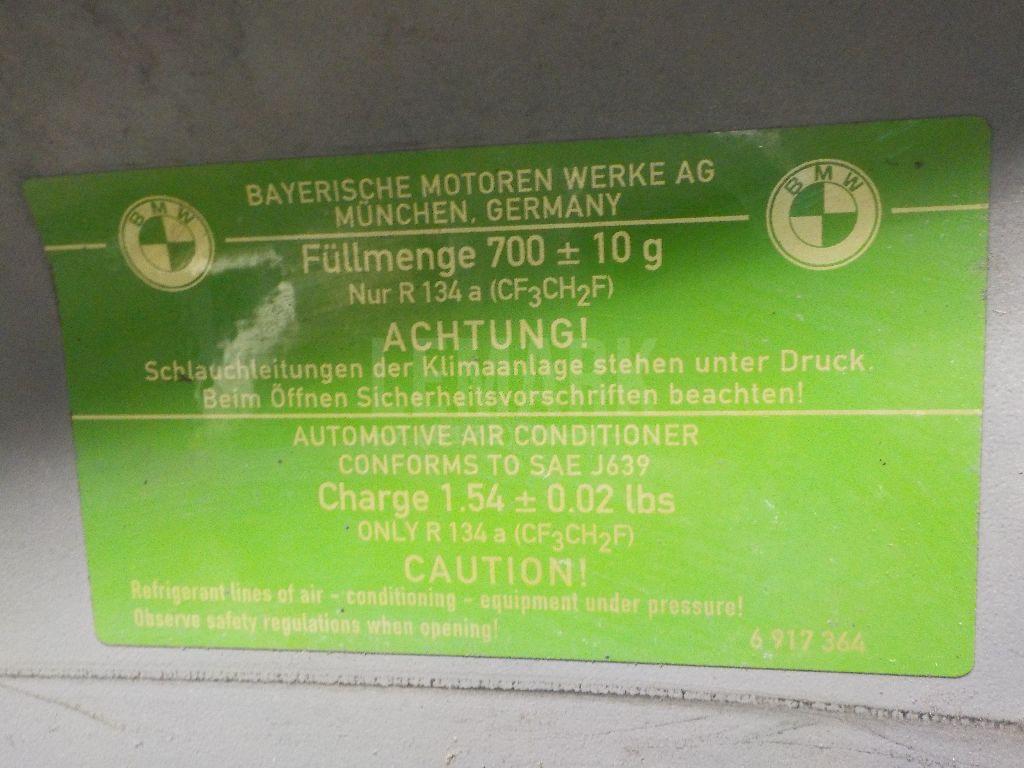 BMW
BMW
BAYERISCHE MOTOREN WERKE AG
MÜNCHEN, GERMANY
Füllmenge 700 ± 10 g
Nur R 134 a (CF3CH2F)
ACHTUNG!
Schlauchleitungen der Klimaanlage stehen unter Druck.
Beim Öffnen Sicherheitsvorschriften beachten!
AUTOMOTIVE AIR CONDITIONER
CONFORMS TO SAE J639
Charge 1.54 ± 0.02 lbs
ONLY R 134 a (CF3CH2F)
CAUTION!
Refrigerant lines of air - conditioning - equipment under pressure!
Observe safety regulations when opening!
6 917 364